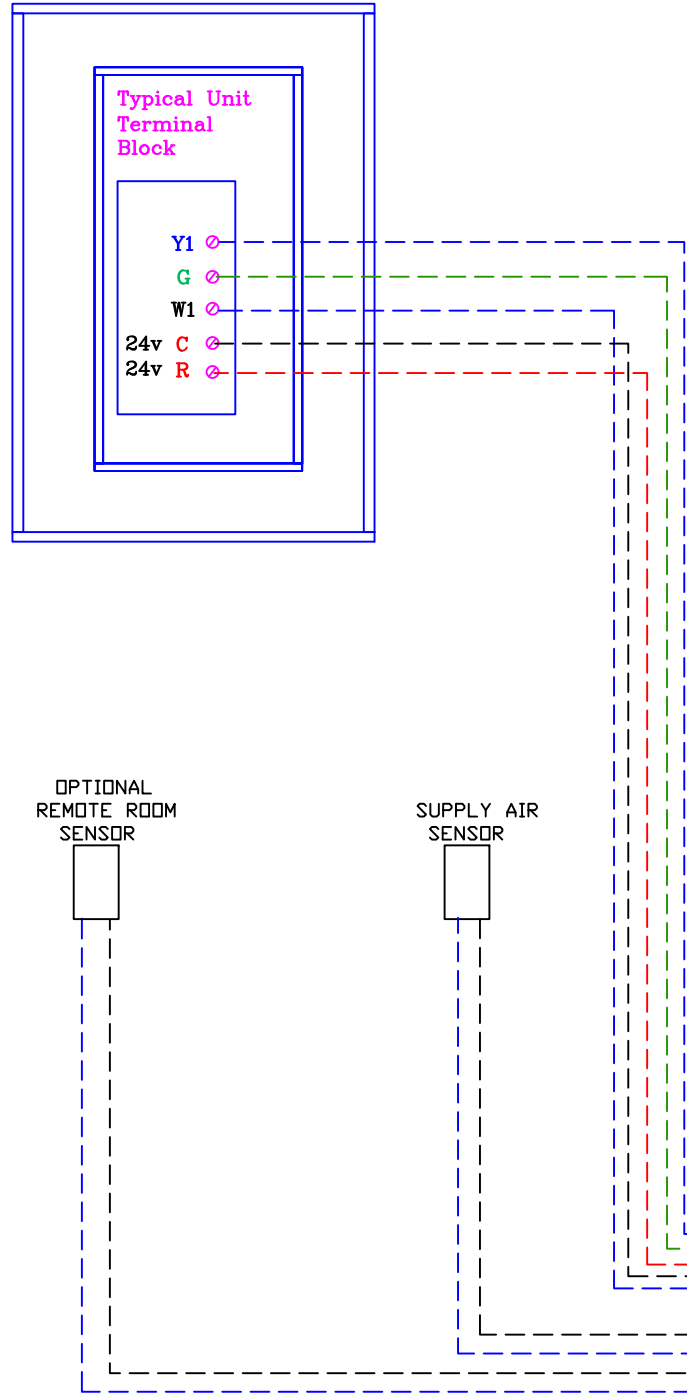 Typical Unit
Terminal
Block
Y1
G
W1
24v C
24v R
OPTIONAL
REMOTE ROOM
SENSOR
SUPPLY AIR
SENSOR